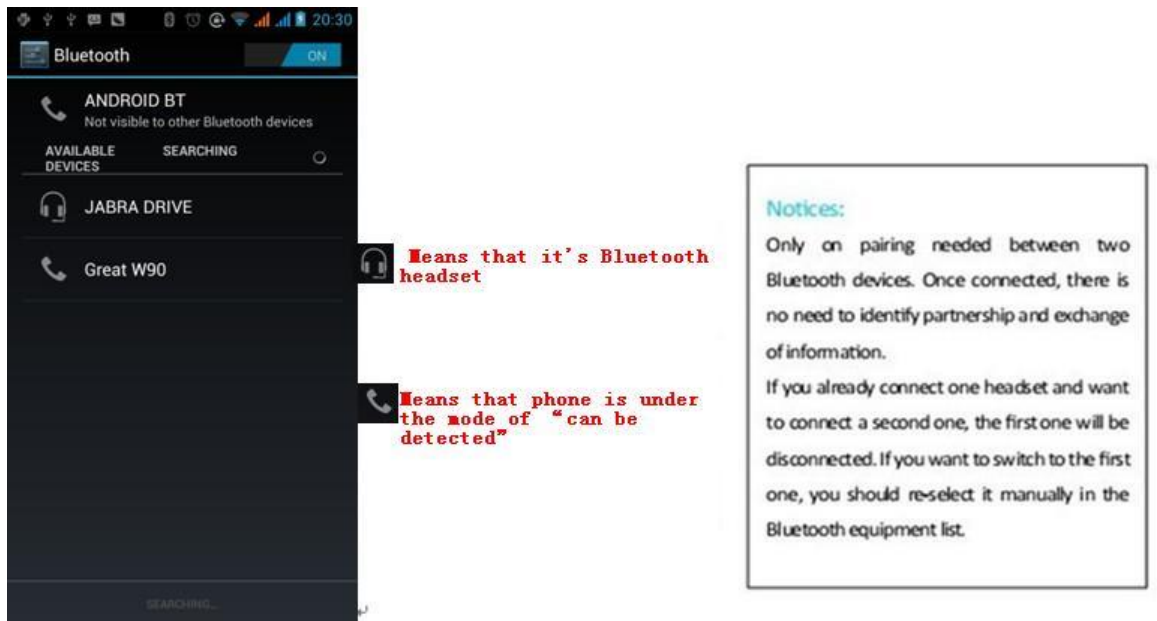 20:30
Bluetooth
ON
ANDROID BT
Not visible to other Bluetooth devices
AVAILABLE DEVICES
SEARCHING
JABRA DRIVE
Great W90
SEARCHING...
Means that it's Bluetooth
headset
Means that phone is under
the mode of “can be
detected”
Notices:
Only on pairing needed between two
Bluetooth devices. Once connected, there is
no need to identify partnership and exchange
of information.
If you already connect one headset and want
to connect a second one, the first one will be
disconnected. If you want to switch to the first
one, you should re-select it manually in the
Bluetooth equipment list.